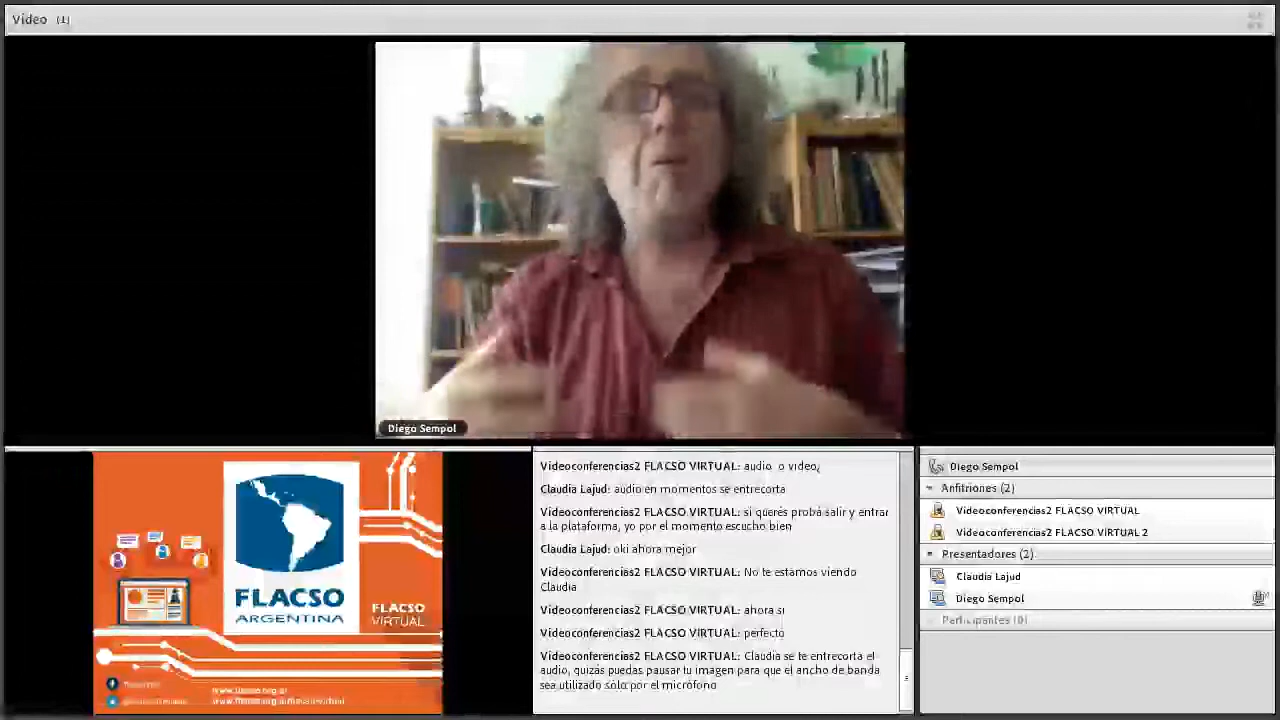 Video (1)
Diego Sempol
FLACSO
ARGENTINA
FLACSO
VIRTUAL
www.flacso.org.ar
Videoconferencias2 FLACSO VIRTUAL: audio o video¿
Claudia Lajud: audio en momentos se entrecorta
Videoconferencias2 FLACSO VIRTUAL: si querés probá salir y entrar
a la plataforma, yo por el momento escucho bien
Claudia Lajud: oki ahora mejor
Videoconferencias2 FLACSO VIRTUAL: No te estamos viendo
Claudia
Videoconferencias2 FLACSO VIRTUAL: ahora si
Videoconferencias2 FLACSO VIRTUAL: perfecto
Videoconferencias2 FLACSO VIRTUAL: Claudia se te entrecorta el
audio, quizás puedas pausar tu imagen para que el ancho de banda
sea utilizado sólo por el micrófono
Diego Sempol
Anfitriones (2)
Videoconferencias2 FLACSO VIRTUAL
Videoconferencias2 FLACSO VIRTUAL 2
Presentadores (2)
Claudia Lajud
Diego Sempol
Participantes (0)